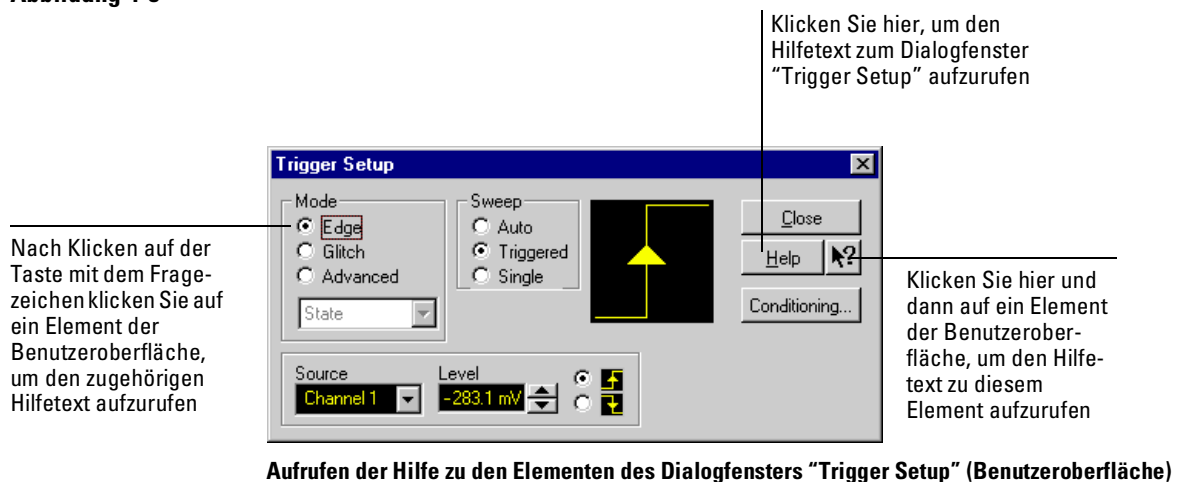 Klicken Sie hier, um den
Hilfetext zum Dialogfenster
“Trigger Setup” aufzurufen
Trigger Setup
Mode
Edge
Glitch
Advanced
State
Sweep
Auto
Triggered
Single
Close
Help
?
Conditioning...
Source
Channel 1
Level
-283.1 mV
Nach Klicken auf der
Taste mit dem Frage-
zeichen klicken Sie auf
ein Element der
Benutzeroberfläche,
um den zugehörigen
Hilfetext aufzurufen
Klicken Sie hier und
dann auf ein Element
der Benutzerober-
fläche, um den Hilfe-
text zu diesem
Element aufzurufen
Aufrufen der Hilfe zu den Elementen des Dialogfensters “Trigger Setup” (Benutzeroberfläche)